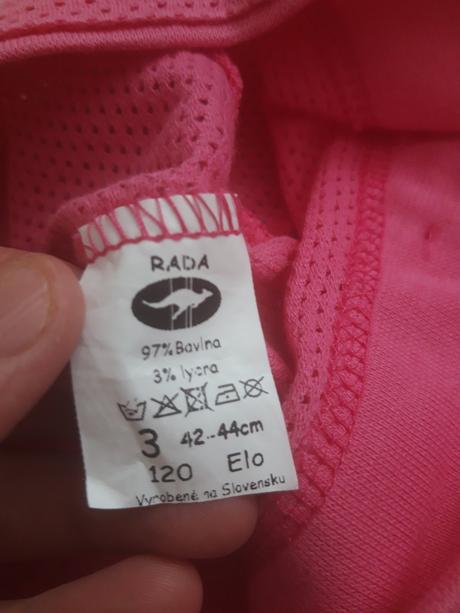 RADA
97% Bavlna
3% lycra
3 42-44cm
120 Elo
Vyrobené na Slovensku